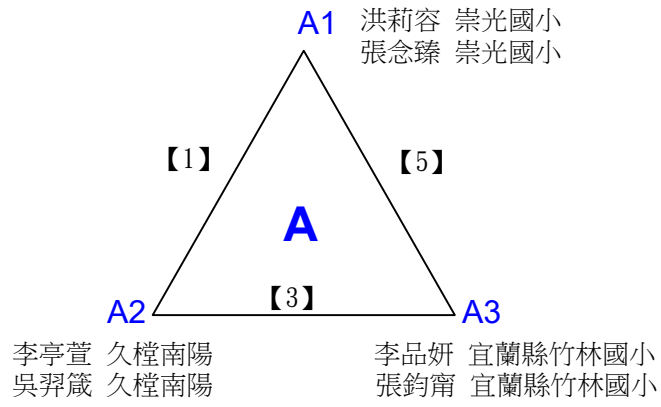 A1 洪莉容 崇光國小
張念臻 崇光國小
【1】 【5】
A
A2 【3】 A3
李亭萱 久樘南陽 李品妍 宜蘭縣竹林國小
吳羿箴 久樘南陽 張鈞甯 宜蘭縣竹林國小